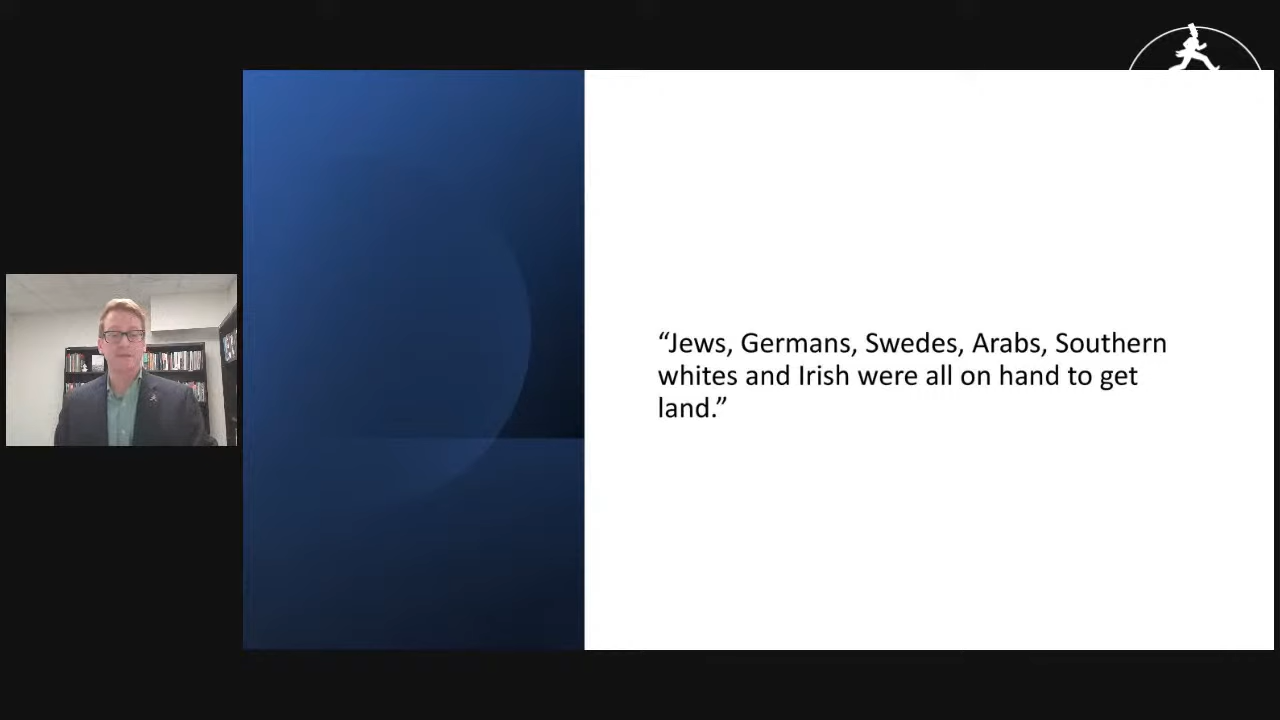 “Jews, Germans, Swedes, Arabs, Southern
whites and Irish were all on hand to get
land.”